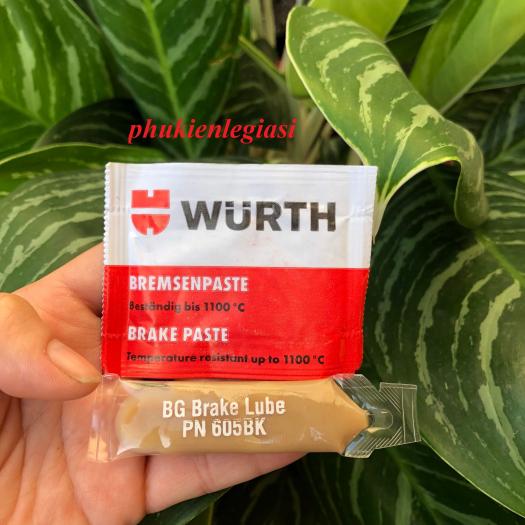 phukienlegiasi
WÜRTH
BREMSENPASTE
Beständig bis 1100 °C
BRAKE PASTE
Temperature resistant up to 1100 °C
BG Brake Lube
PN 605BK